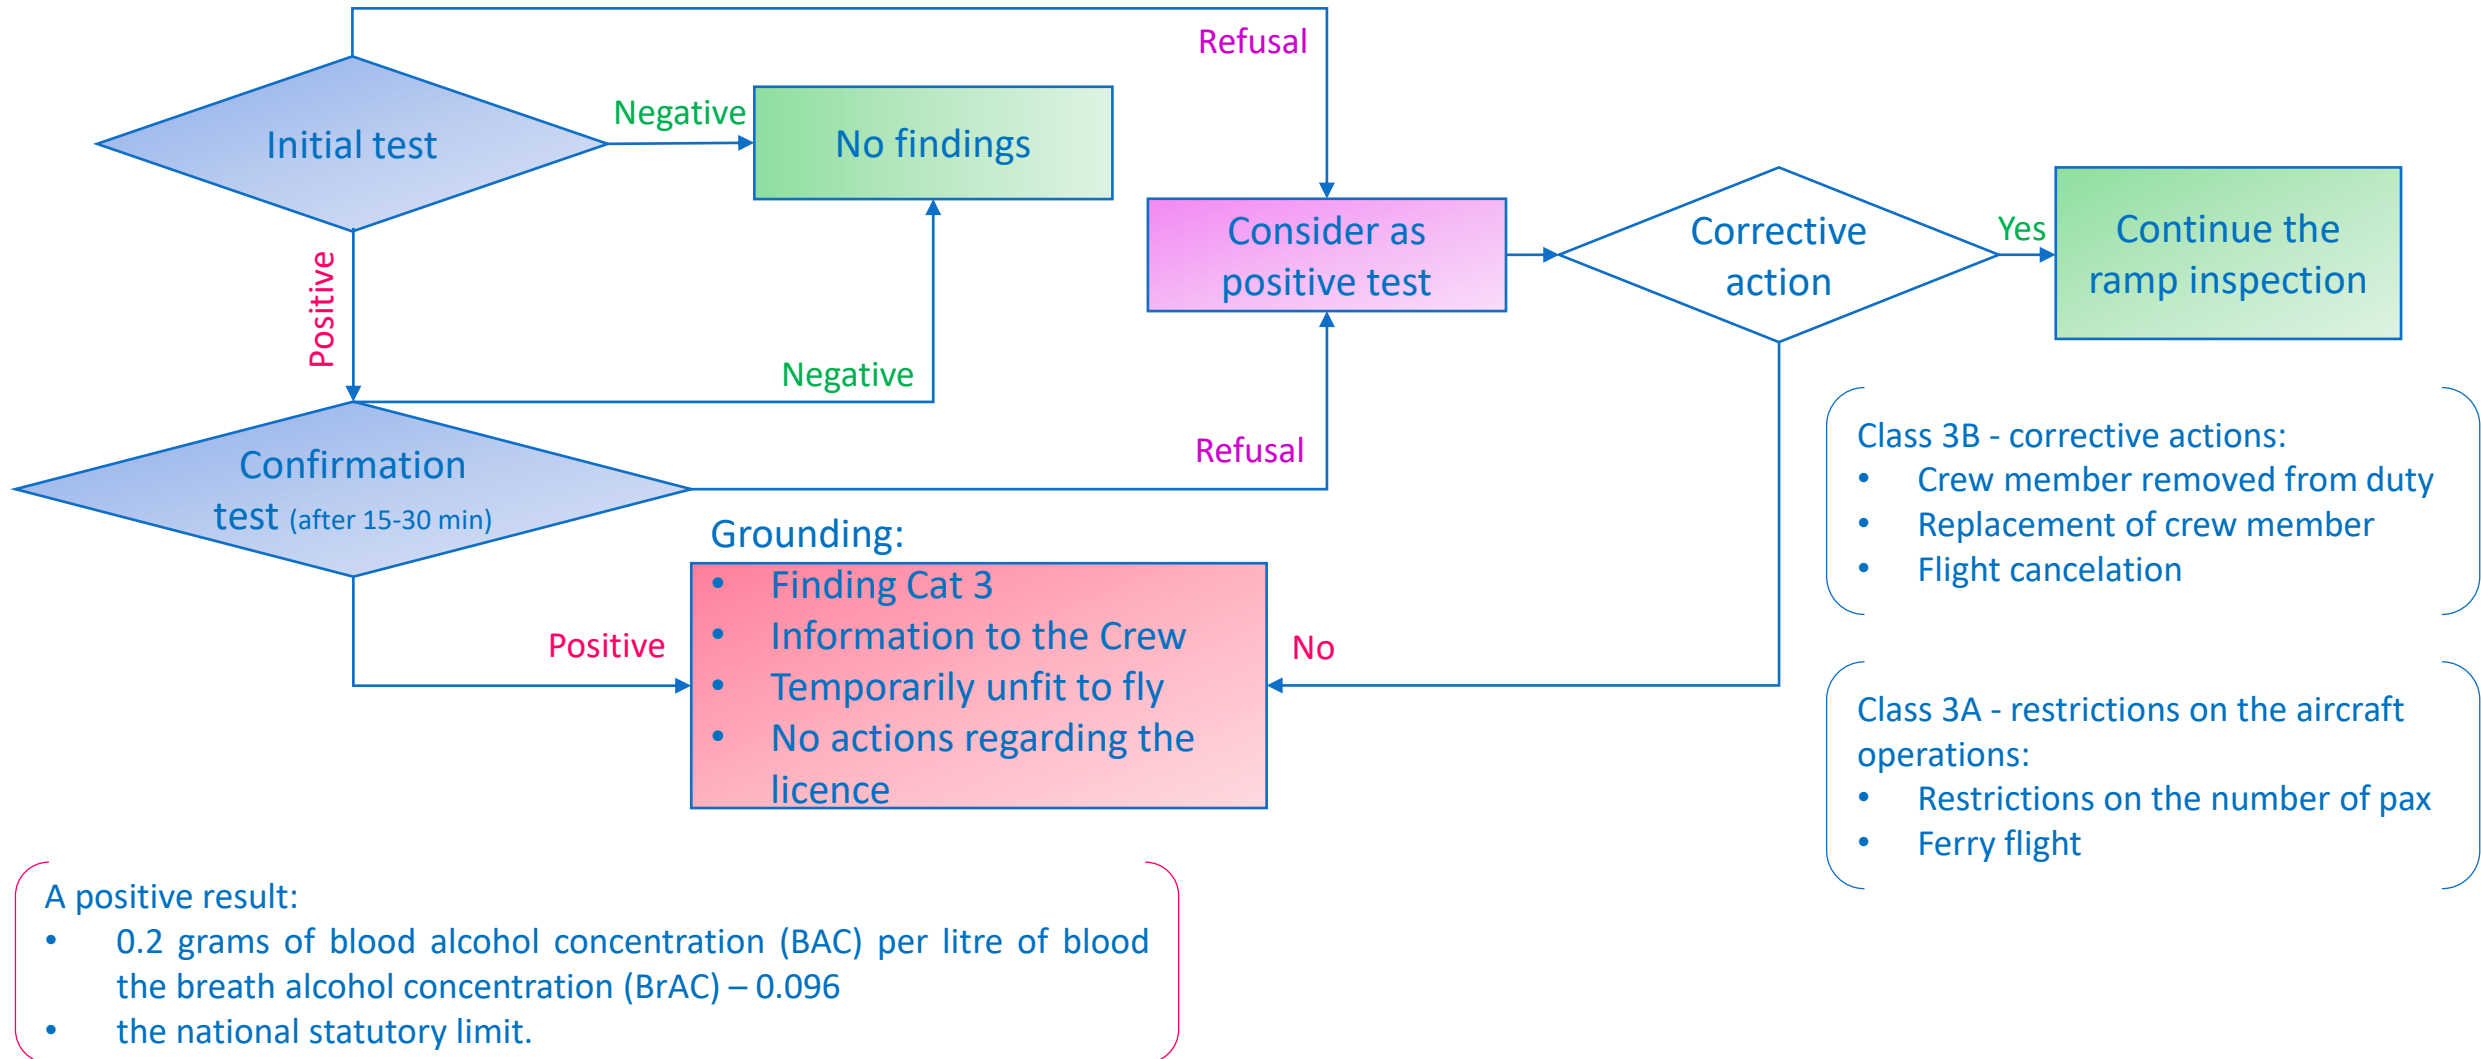 Refusal
Initial test
Negative
No findings
Positive
Consider as
positive test
Corrective
action
Yes
Continue the
ramp inspection
Negative
Confirmation
test (after 15-30 min)
Refusal
Grounding:
• Finding Cat 3
• Information to the Crew
• Temporarily unfit to fly
• No actions regarding the
licence
Positive
No
Class 3B - corrective actions:
• Crew member removed from duty
• Replacement of crew member
• Flight cancelation
Class 3A - restrictions on the aircraft
operations:
• Restrictions on the number of pax
• Ferry flight
A positive result:
• 0.2 grams of blood alcohol concentration (BAC) per litre of blood
the breath alcohol concentration (BrAC) – 0.096
• the national statutory limit.